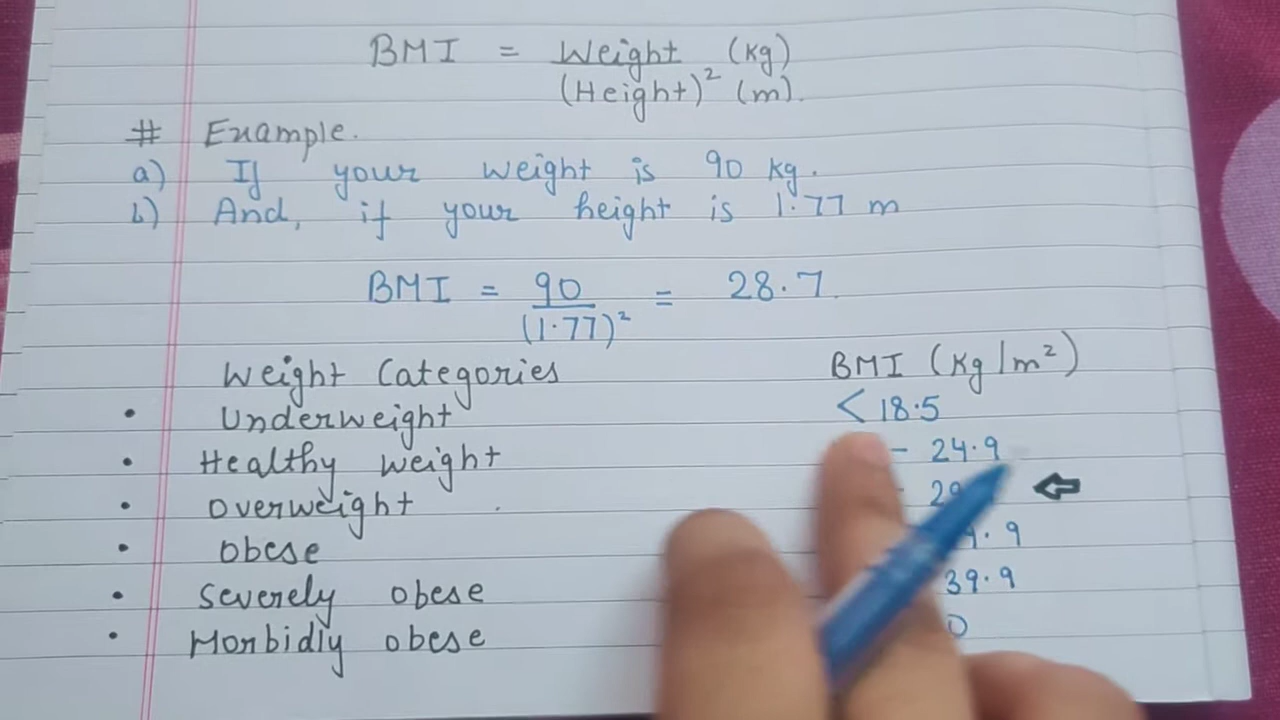 BMI = Weight (Kg)
(Height)² (m).
# Example.
a) If your weight is 90 kg.
b) And, if your height is 1.77 m
BMI = 90 = 28.7
(1.77)²
Weight Categories BMI (Kg/m²)
• Underweight < 18.5
• Healthy weight - 24.9
• Overweight
• Obese
• Severely obese 39.9
• Morbidly obese